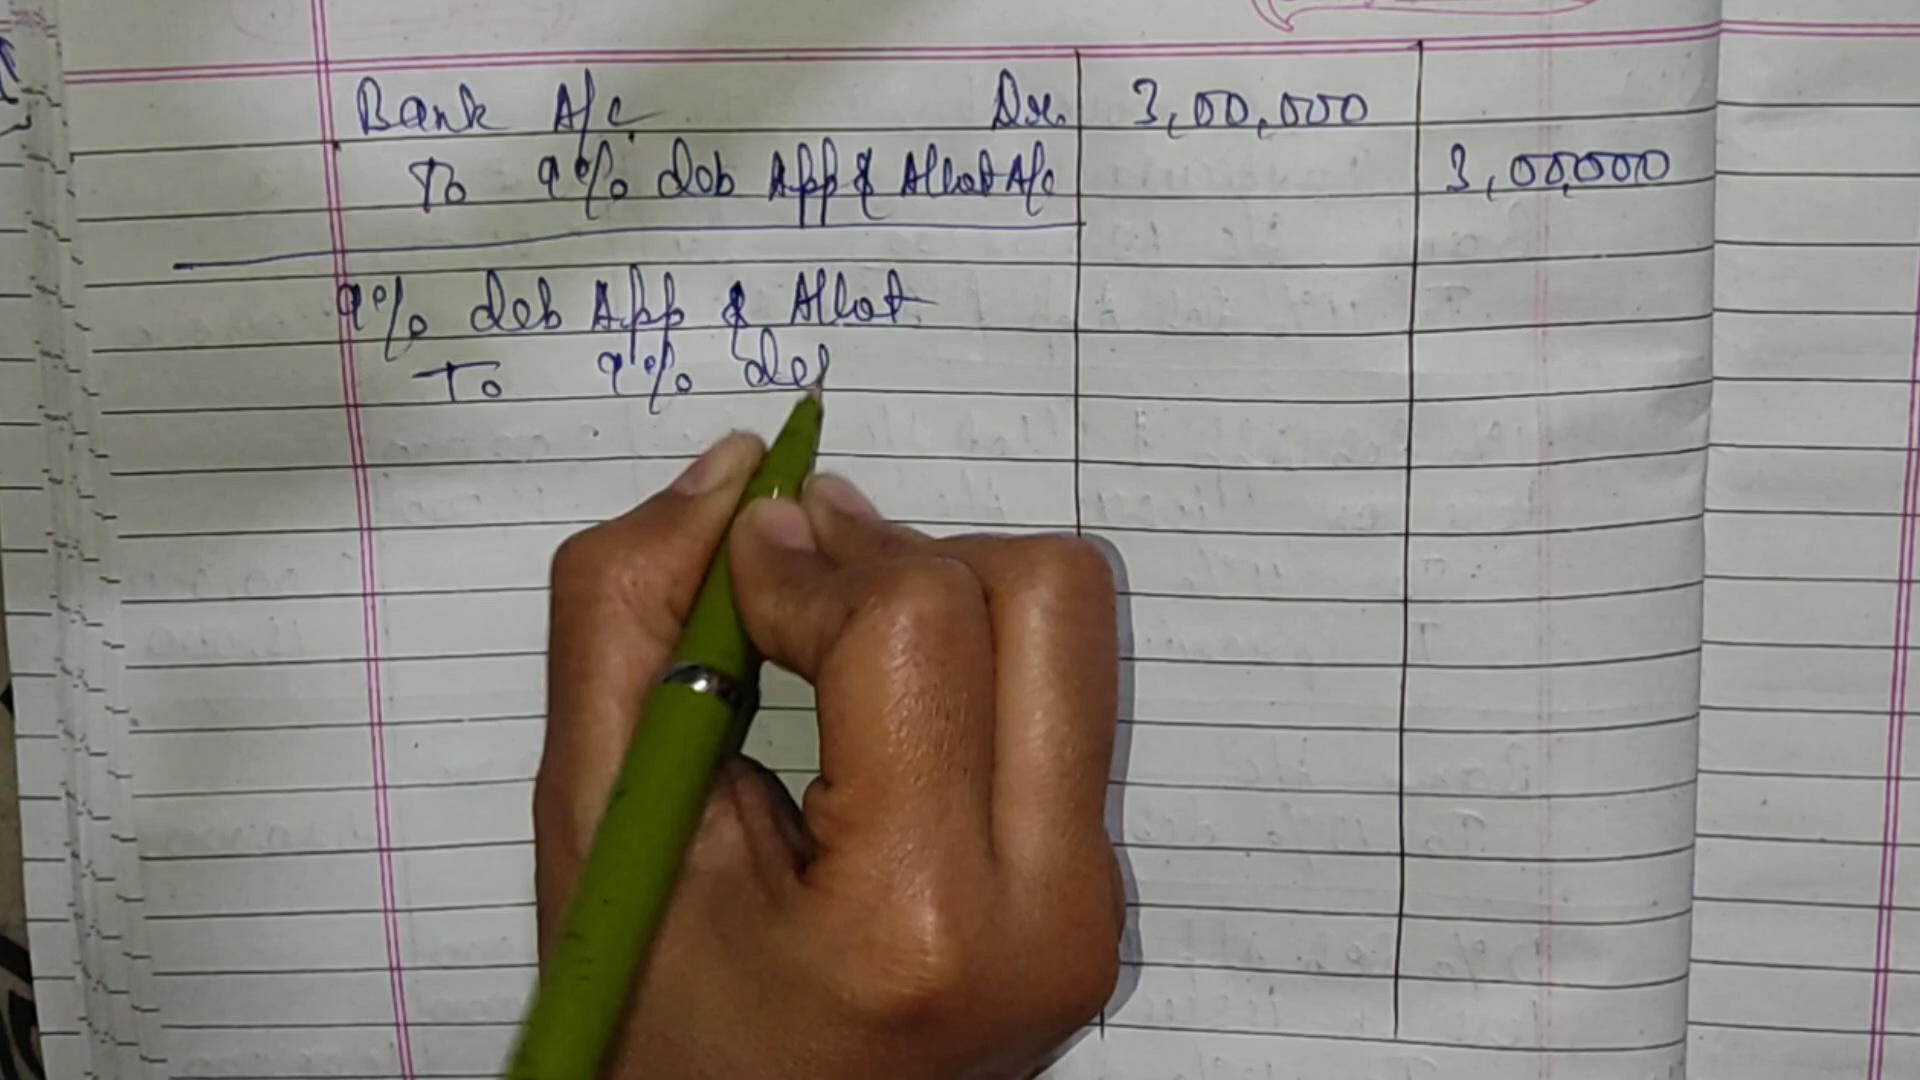 Bank A/c Dr. 3,00,000
To 9% deb App & Allot A/c 3,00,000
9% deb App & Allot
To 9% de